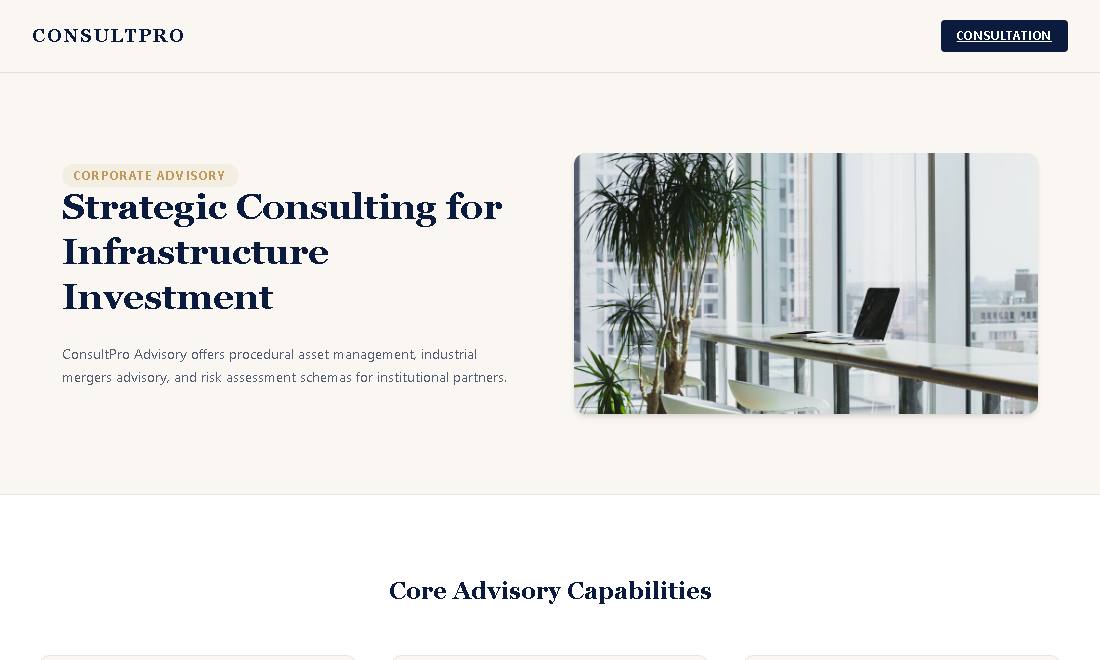 CONSULTPRO
CONSULTATION
CORPORATE ADVISORY
Strategic Consulting for
Infrastructure
Investment
ConsultPro Advisory offers procedural asset management, industrial
mergers advisory, and risk assessment schemas for institutional partners.
Core Advisory Capabilities